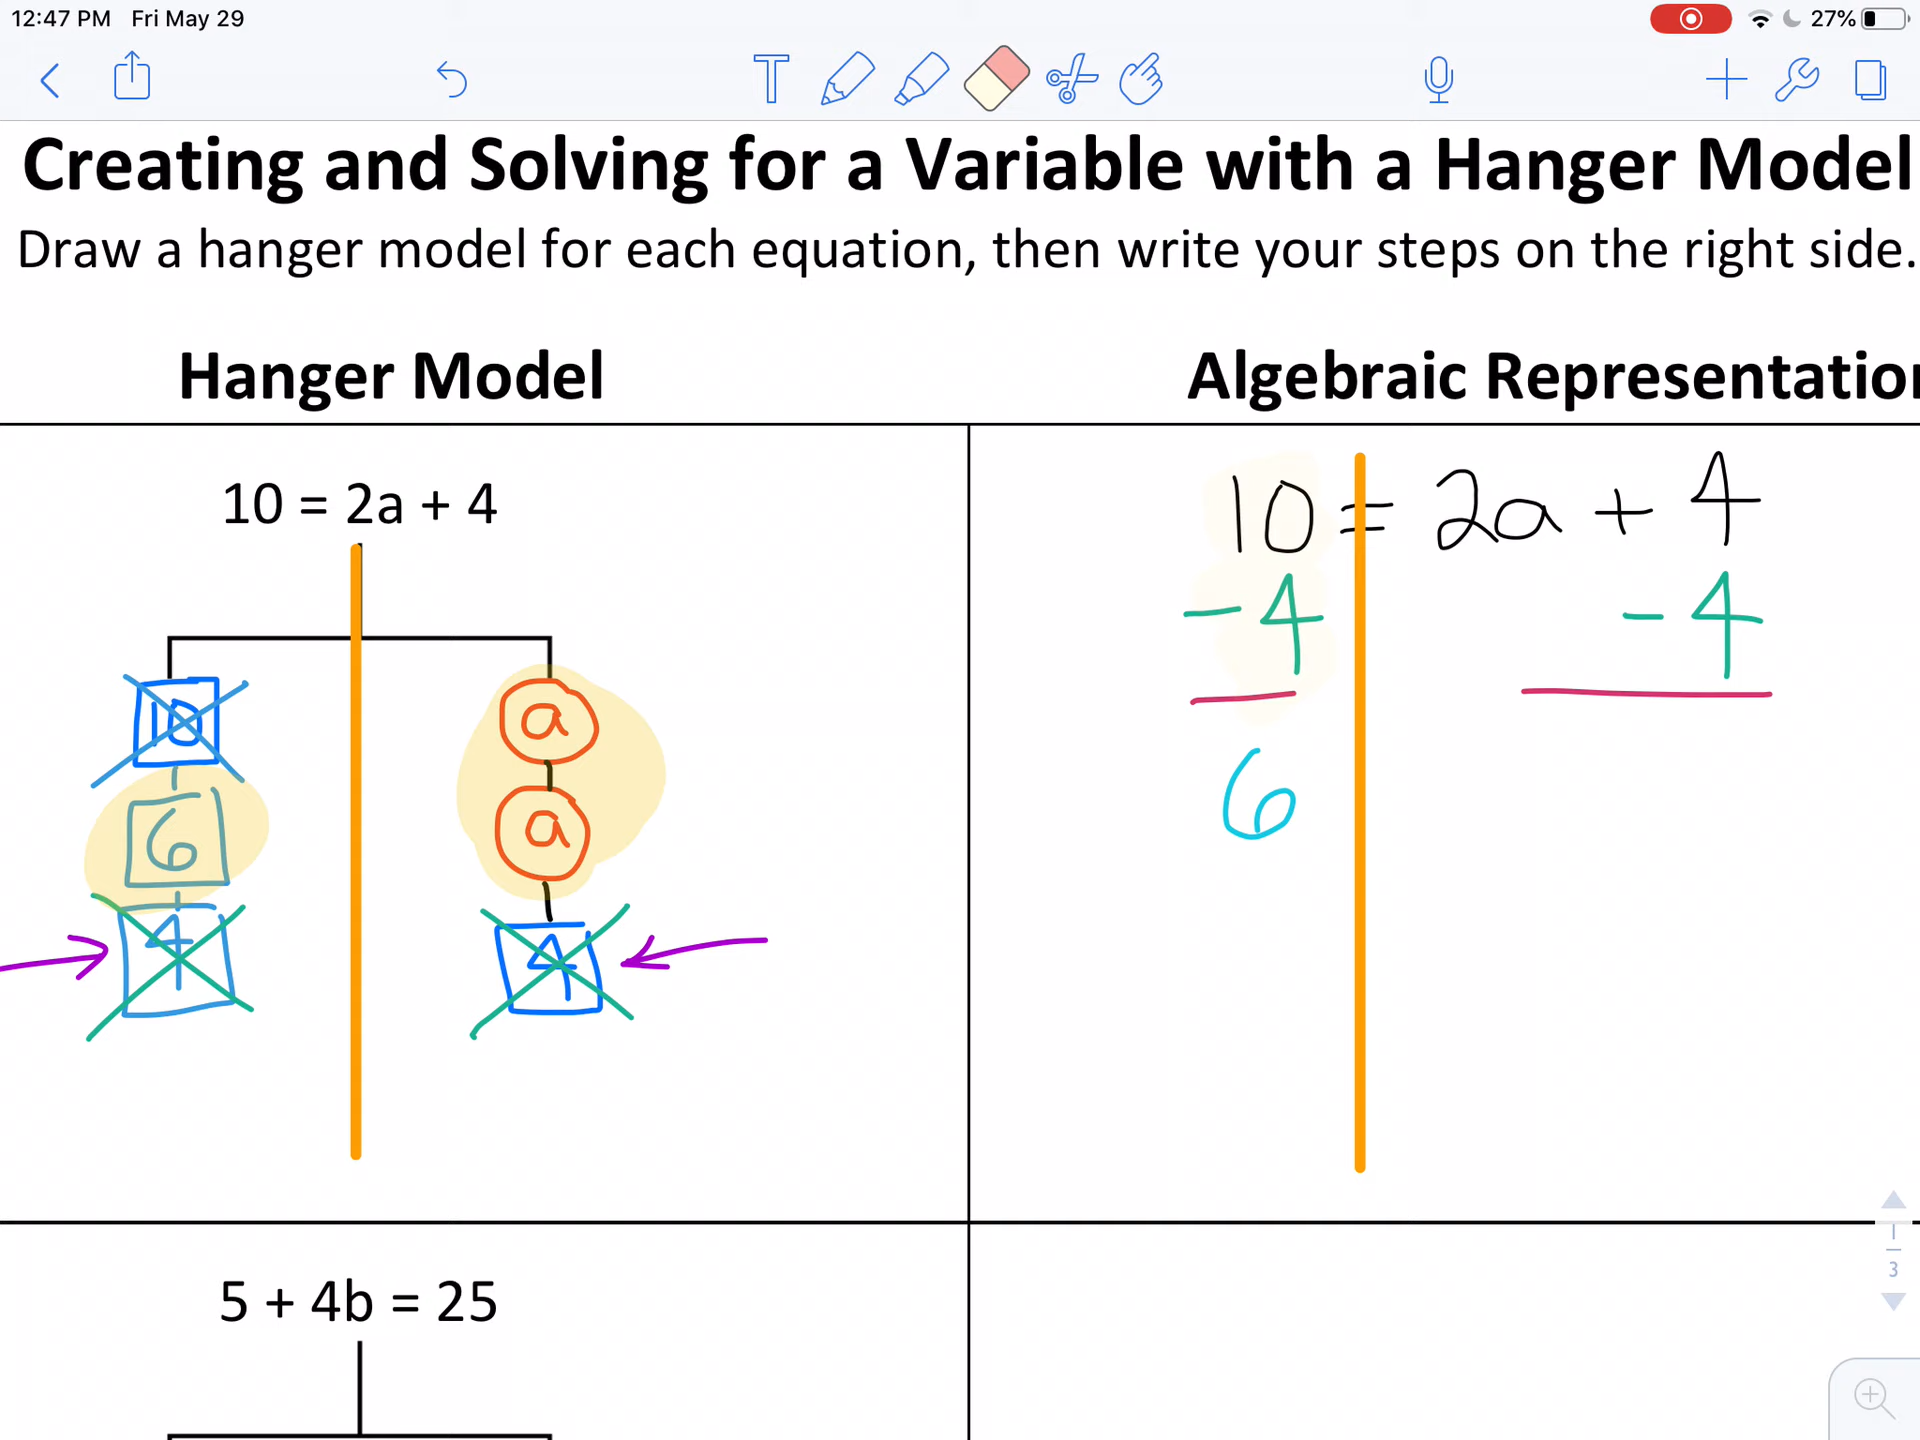 12:47 PM Fri May 29 27%
T
Creating and Solving for a Variable with a Hanger Model
Draw a hanger model for each equation, then write your steps on the right side.
Hanger Model Algebraic Representation
10 = 2a + 4
10 = 2a + 4
- 4 - 4
10 a
6 a
6
4 4
5 + 4b = 25
1
3